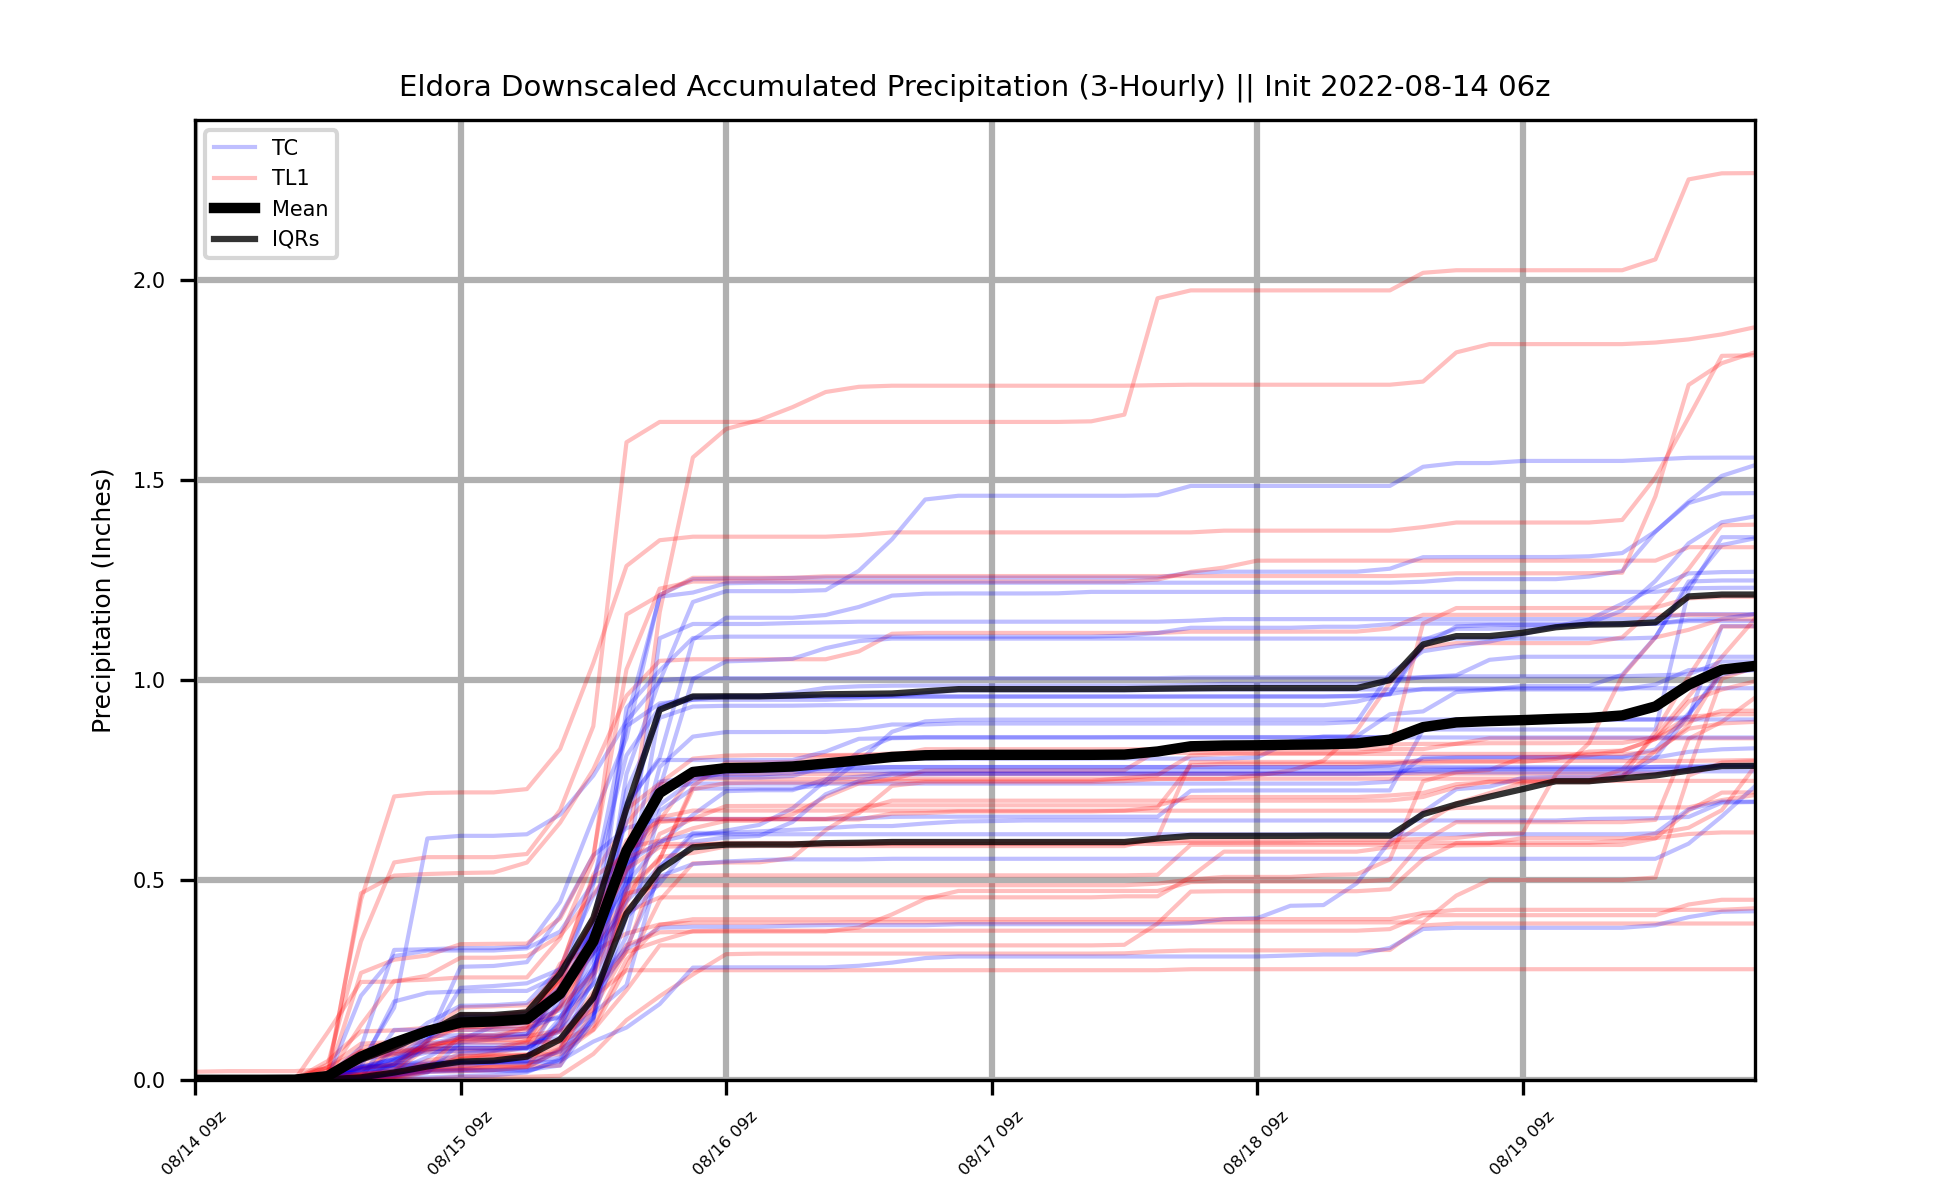 Eldora Downscaled Accumulated Precipitation (3-Hourly) || Init 2022-08-14 06z
TC
TL1
Mean
IQRs
Precipitation (Inches)
2.0
1.5
1.0
0.5
0.0
08/14 09z
08/15 09z
08/16 09z
08/17 09z
08/18 09z
08/19 09z